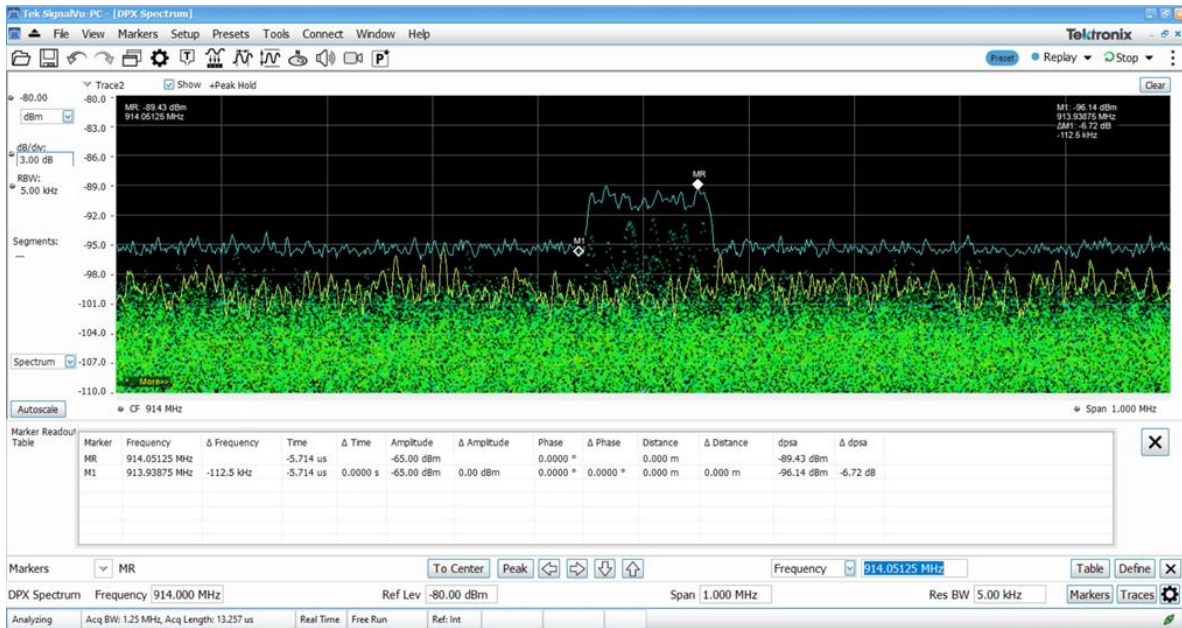 Tek SignalVu-PC - [DPX Spectrum]
File View Markers Setup Presets Tools Connect Window Help
Tektronix
Preset Replay Stop
Trace2 Show +Peak Hold Clear
-80.00
dBm
dB/div:
3.00 dB
RBW:
5.00 kHz
Segments:
---
Spectrum
Autoscale
-80.0
-83.0
-86.0
-89.0
-92.0
-95.0
-98.0
-101.0
-104.0
-107.0
-110.0
MR: -89.43 dBm
914.05125 MHz
M1: -96.14 dBm
913.93875 MHz
ΔM1: -6.72 dB
-112.5 kHz
MR
M1
More>>
CF 914 MHz Span 1.000 MHz
Marker Readout
Table
Marker Frequency Δ Frequency Time Δ Time Amplitude Δ Amplitude Phase Δ Phase Distance Δ Distance dpsa Δ dpsa
MR 914.05125 MHz -5.714 us -65.00 dBm 0.0000 ° 0.000 m -89.43 dBm
M1 913.93875 MHz -112.5 kHz -5.714 us 0.0000 s -65.00 dBm 0.00 dBm 0.0000 ° 0.0000 ° 0.000 m 0.000 m -96.14 dBm -6.72 dB
Markers MR To Center Peak Frequency 914.05125 MHz Table Define
DPX Spectrum Frequency 914.000 MHz Ref Lev -80.00 dBm Span 1.000 MHz Res BW 5.00 kHz Markers Traces
Analyzing Acq BW: 1.25 MHz, Acq Length: 13.257 us Real Time Free Run Ref: Int